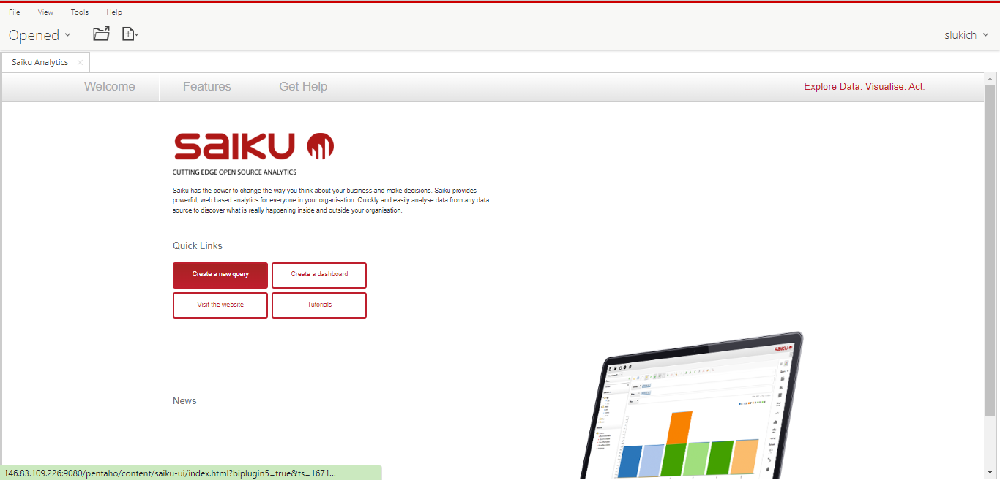 File View Tools Help
Opened
slukich
Saiku Analytics
Welcome Features Get Help
Explore Data. Visualise. Act.
saiku
CUTTING EDGE OPEN SOURCE ANALYTICS
Saiku has the power to change the way you think about your business and make decisions. Saiku provides
powerful, web based analytics for everyone in your organisation. Quickly and easily analyse data from any data
source to discover what is really happening inside and outside your organisation.
Quick Links
Create a new query Create a dashboard
Visit the website Tutorials
saiku
News
146.83.109.226:9080/pentaho/content/saiku-ui/index.html?biplugin5=true&ts=1671...